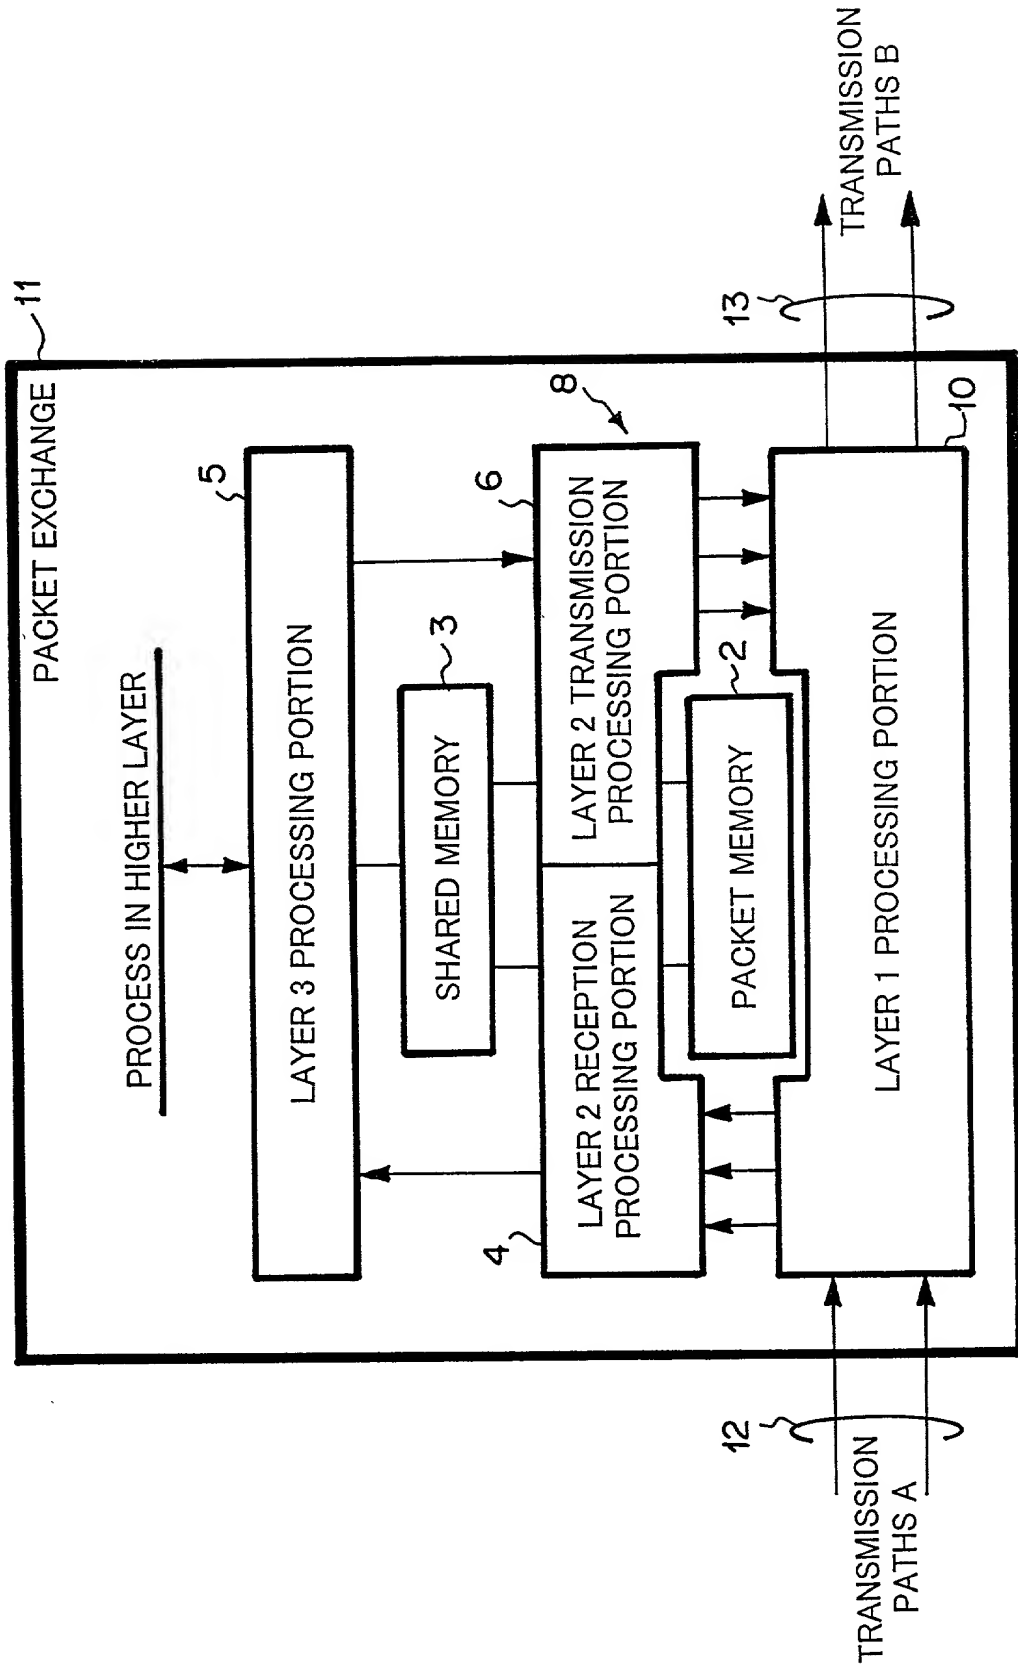 PACKET EXCHANGE
11
PROCESS IN HIGHER LAYER
5
LAYER 3 PROCESSING PORTION
3
SHARED MEMORY
4
LAYER 2 RECEPTION
PROCESSING PORTION
6
LAYER 2 TRANSMISSION
PROCESSING PORTION
8
2
PACKET MEMORY
LAYER 1 PROCESSING PORTION
10
12
TRANSMISSION
PATHS A
13
TRANSMISSION
PATHS B